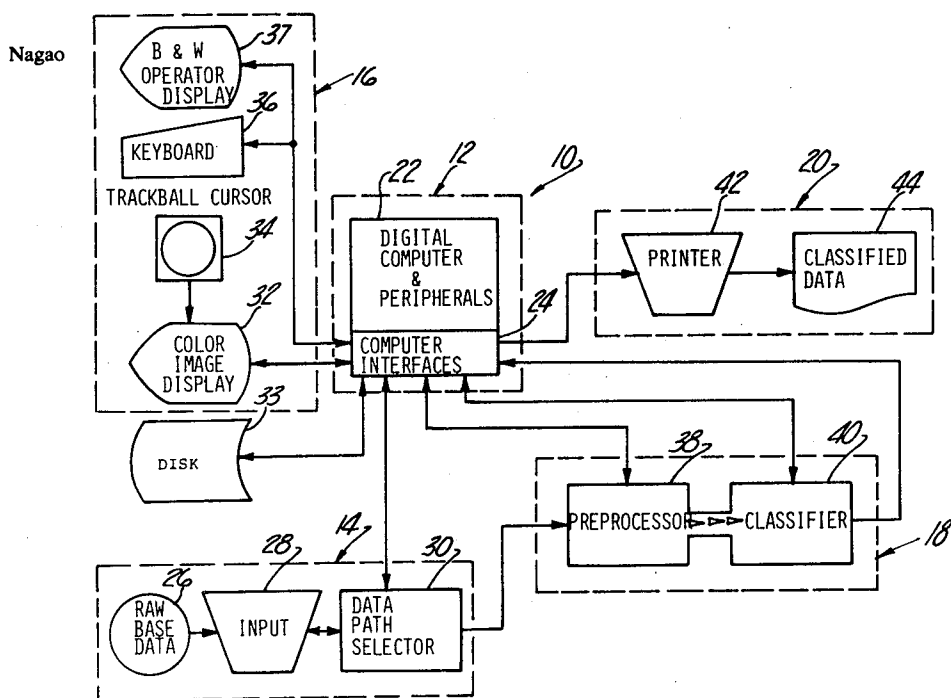 Nagao
B & W
OPERATOR
DISPLAY
37
16
KEYBOARD
36
TRACKBALL CURSOR
34
COLOR
IMAGE
DISPLAY
32
DISK
33
10
12
22
DIGITAL
COMPUTER
&
PERIPHERALS
24
COMPUTER
INTERFACES
20
42
PRINTER
44
CLASSIFIED
DATA
14
26
RAW
BASE
DATA
28
INPUT
30
DATA
PATH
SELECTOR
38
PREPROCESSOR
40
CLASSIFIER
18